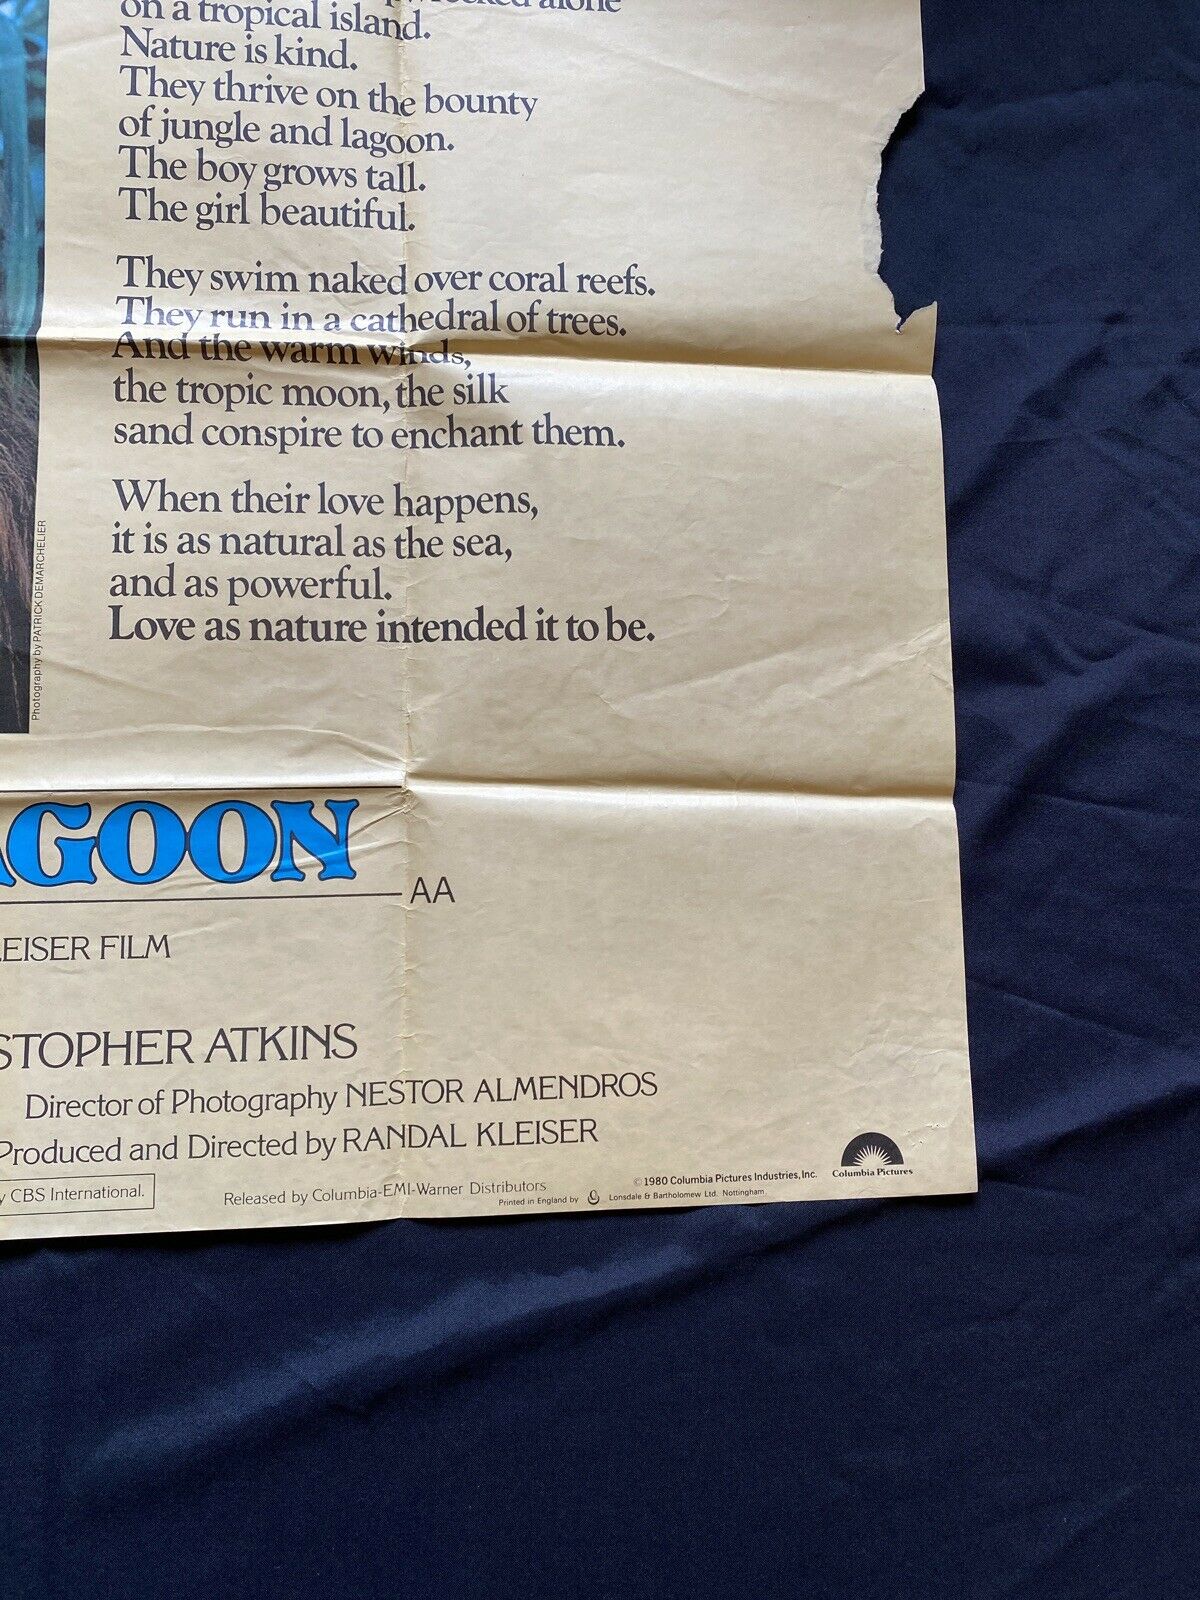 alone
on a tropical island.
Nature is kind.
They thrive on the bounty
of jungle and lagoon.
The boy grows tall.
The girl beautiful.
They swim naked over coral reefs.
They run in a cathedral of trees.
And the warm winds,
the tropic moon, the silk
sand conspire to enchant them.
When their love happens,
it is as natural as the sea,
and as powerful.
Love as nature intended it to be.
Photography by PATRICK DEMARCHELIER
AGOON
AA
LEISER FILM
STOPHER ATKINS
Director of Photography NESTOR ALMENDROS
Produced and Directed by RANDAL KLEISER
y CBS International.
Released by Columbia-EMI-Warner Distributors
Printed in England by Lonsdale & Bartholomew Ltd. Nottingham.
© 1980 Columbia Pictures Industries, Inc.
Columbia Pictures